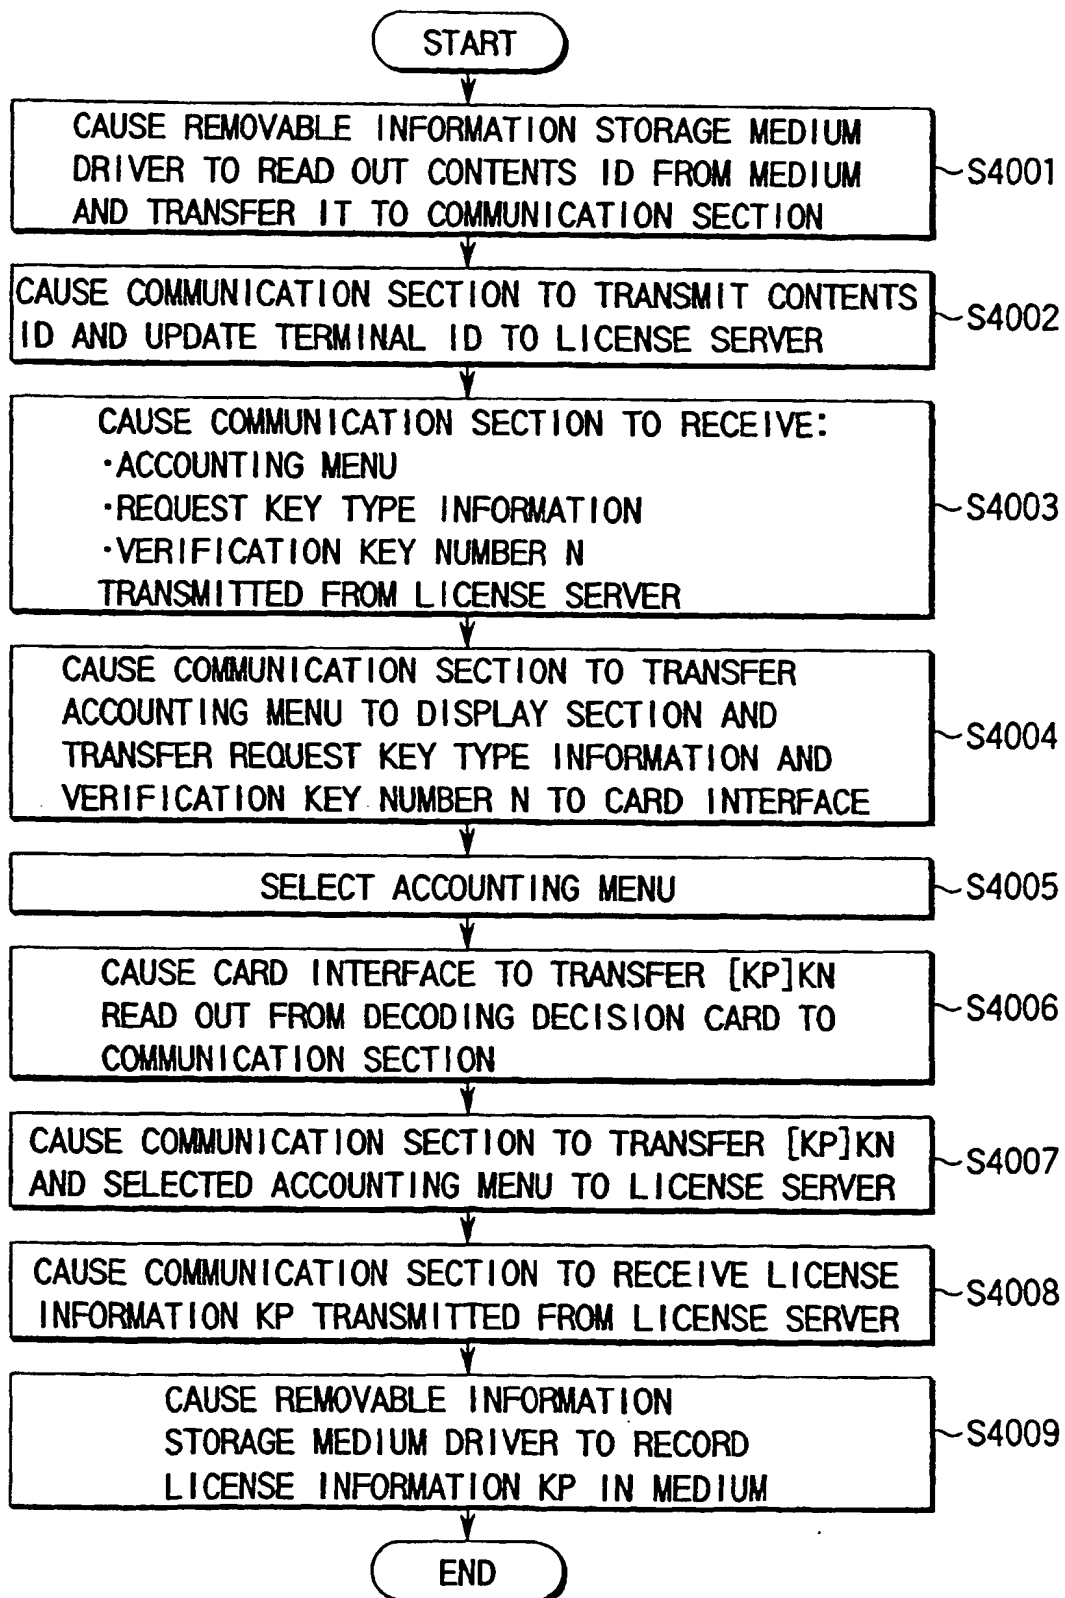 START
CAUSE REMOVABLE INFORMATION STORAGE MEDIUM
DRIVER TO READ OUT CONTENTS ID FROM MEDIUM
AND TRANSFER IT TO COMMUNICATION SECTION
S4001
CAUSE COMMUNICATION SECTION TO TRANSMIT CONTENTS
ID AND UPDATE TERMINAL ID TO LICENSE SERVER
S4002
CAUSE COMMUNICATION SECTION TO RECEIVE:
·ACCOUNTING MENU
·REQUEST KEY TYPE INFORMATION
·VERIFICATION KEY NUMBER N
TRANSMITTED FROM LICENSE SERVER
S4003
CAUSE COMMUNICATION SECTION TO TRANSFER
ACCOUNTING MENU TO DISPLAY SECTION AND
TRANSFER REQUEST KEY TYPE INFORMATION AND
VERIFICATION KEY NUMBER N TO CARD INTERFACE
S4004
SELECT ACCOUNTING MENU
S4005
CAUSE CARD INTERFACE TO TRANSFER [KP]KN
READ OUT FROM DECODING DECISION CARD TO
COMMUNICATION SECTION
S4006
CAUSE COMMUNICATION SECTION TO TRANSFER [KP]KN
AND SELECTED ACCOUNTING MENU TO LICENSE SERVER
S4007
CAUSE COMMUNICATION SECTION TO RECEIVE LICENSE
INFORMATION KP TRANSMITTED FROM LICENSE SERVER
S4008
CAUSE REMOVABLE INFORMATION
STORAGE MEDIUM DRIVER TO RECORD
LICENSE INFORMATION KP IN MEDIUM
S4009
END